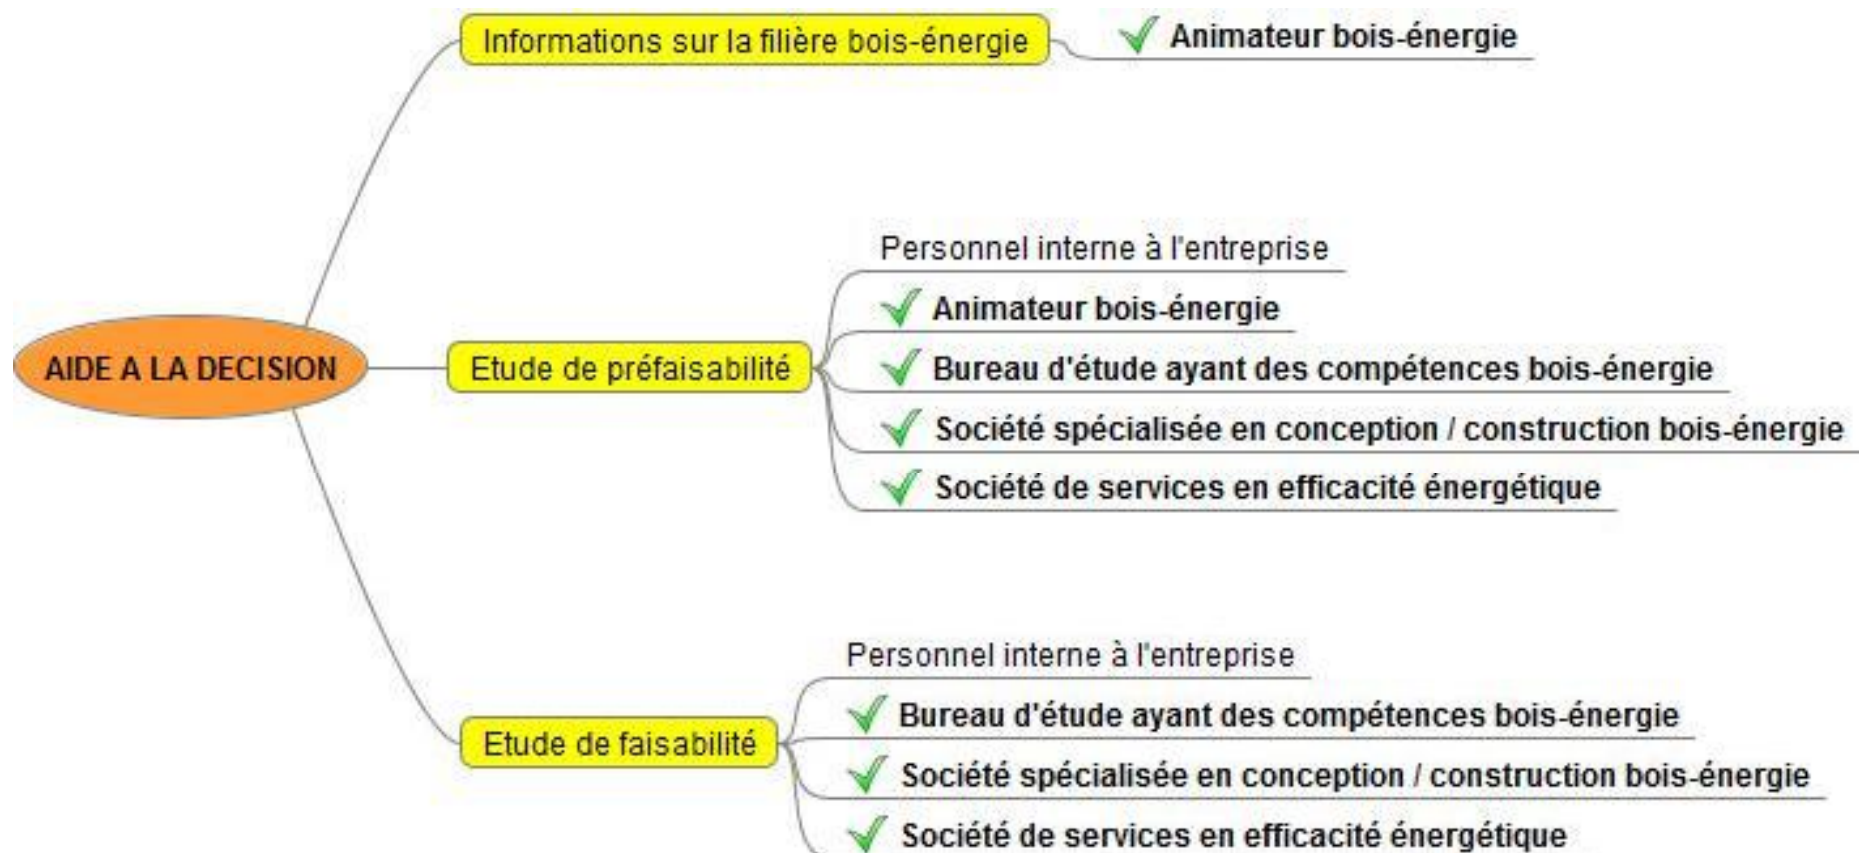 Informations sur la filière bois-énergie
Animateur bois-énergie
AIDE A LA DECISION
Etude de préfaisabilité
Personnel interne à l'entreprise
Animateur bois-énergie
Bureau d'étude ayant des compétences bois-énergie
Société spécialisée en conception / construction bois-énergie
Société de services en efficacité énergétique
Etude de faisabilité
Personnel interne à l'entreprise
Bureau d'étude ayant des compétences bois-énergie
Société spécialisée en conception / construction bois-énergie
Société de services en efficacité énergétique